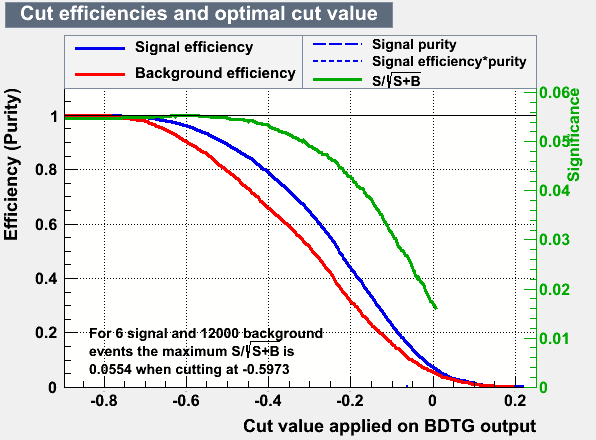 Cut efficiencies and optimal cut value
Signal efficiency
Background efficiency
Signal purity
Signal efficiency*purity
S/√S+B
Efficiency (Purity)
1
0.8
0.6
0.4
0.2
0
0.06
0.05
0.04
0.03
0.02
0.01
0
Significance
For 6 signal and 12000 background
events the maximum S/√S+B is
0.0554 when cutting at -0.5973
-0.8 -0.6 -0.4 -0.2 0 0.2
Cut value applied on BDTG output